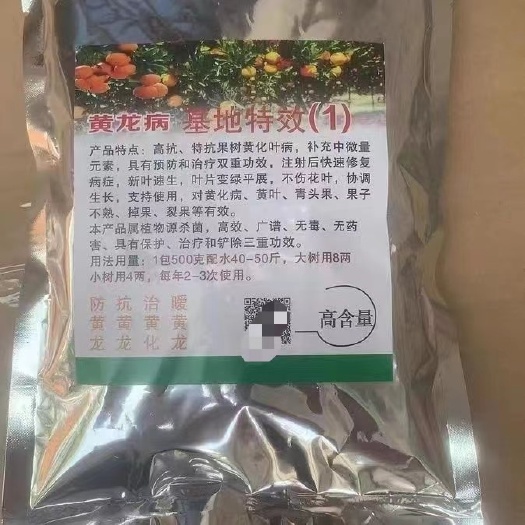 黄龙病 基地特效(1)
产品特点：高抗、特抗果树黄化叶病，补充中微量
元素，具有预防和治疗双重功效，注射后快速修复
病症，新叶速生，叶片变绿平展，不伤花叶，协调
生长，支持使用，对黄化病、黄叶、青头果、果子
不熟、掉果、裂果等有效。
本产品属植物源杀菌，高效、广谱、无毒、无药
害、具有保护、治疗和铲除三重功效。
用法用量：1包500克配水40-50斤，大树用8两
小树用4两，每年2-3次使用。
防抗治暖
黄黄黄黄
龙龙化龙
高含量